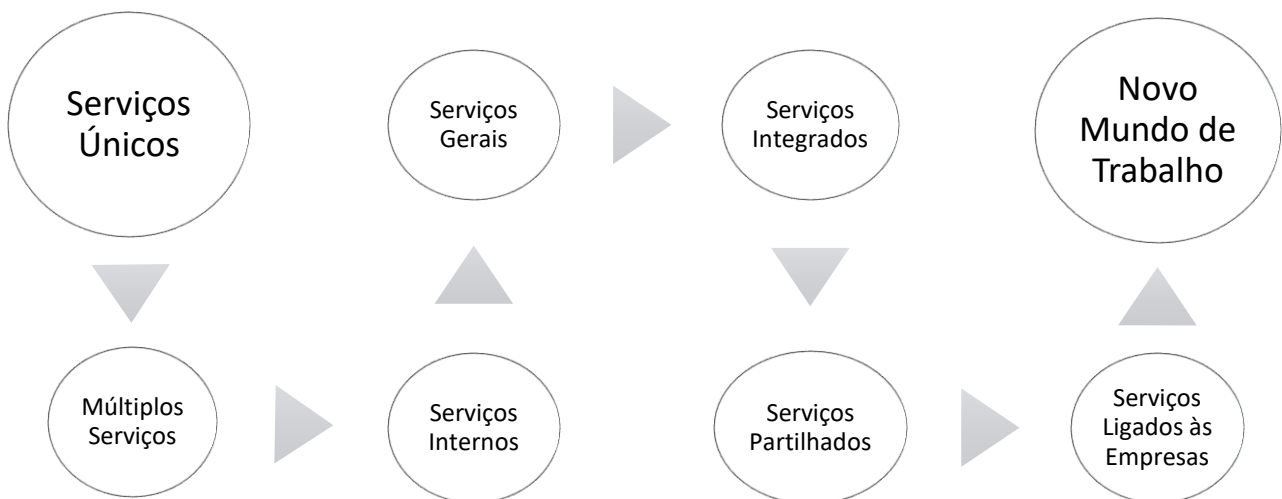 Serviços
Únicos
Múltiplos
Serviços
Serviços
Internos
Serviços
Gerais
Serviços
Integrados
Serviços
Partilhados
Serviços
Ligados às
Empresas
Novo
Mundo de
Trabalho